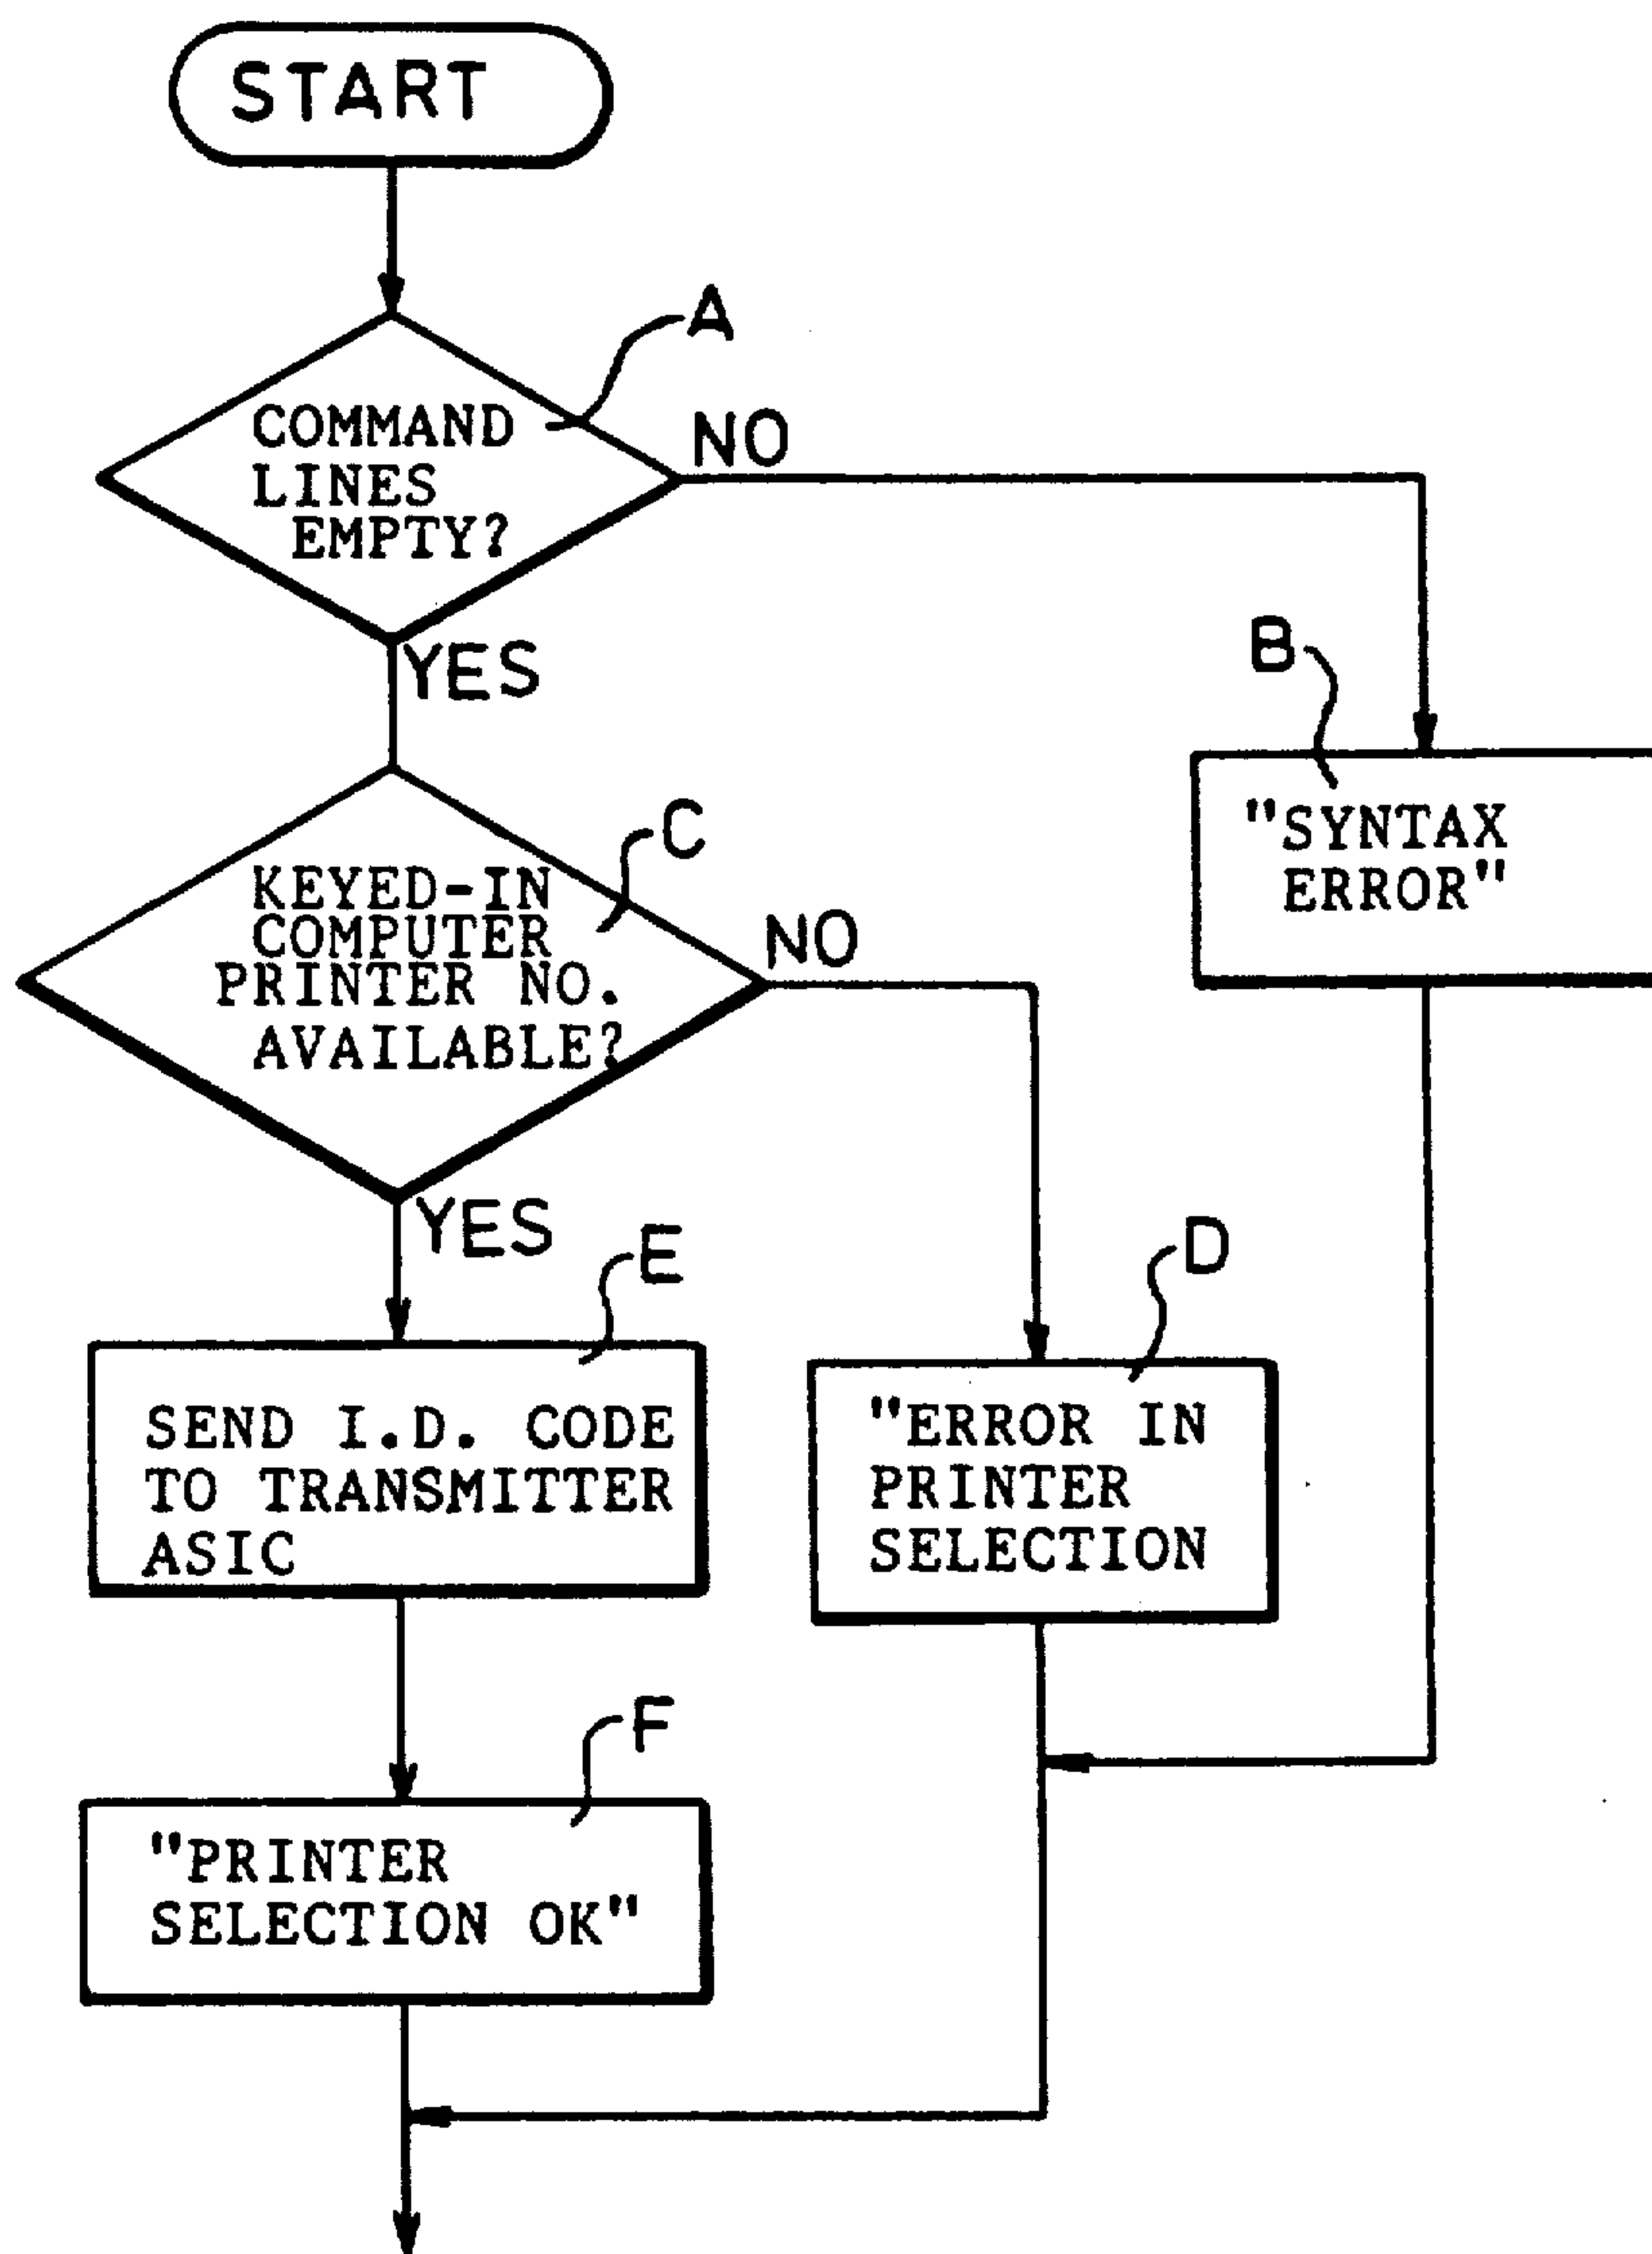 START
A
COMMAND
LINES
EMPTY?
NO
YES
B
"SYNTAX
ERROR"
C
KEYED-IN
COMPUTER
PRINTER NO.
AVAILABLE?
NO
YES
E
SEND I.D. CODE
TO TRANSMITTER
ASIC
D
"ERROR IN
PRINTER
SELECTION
F
"PRINTER
SELECTION OK"